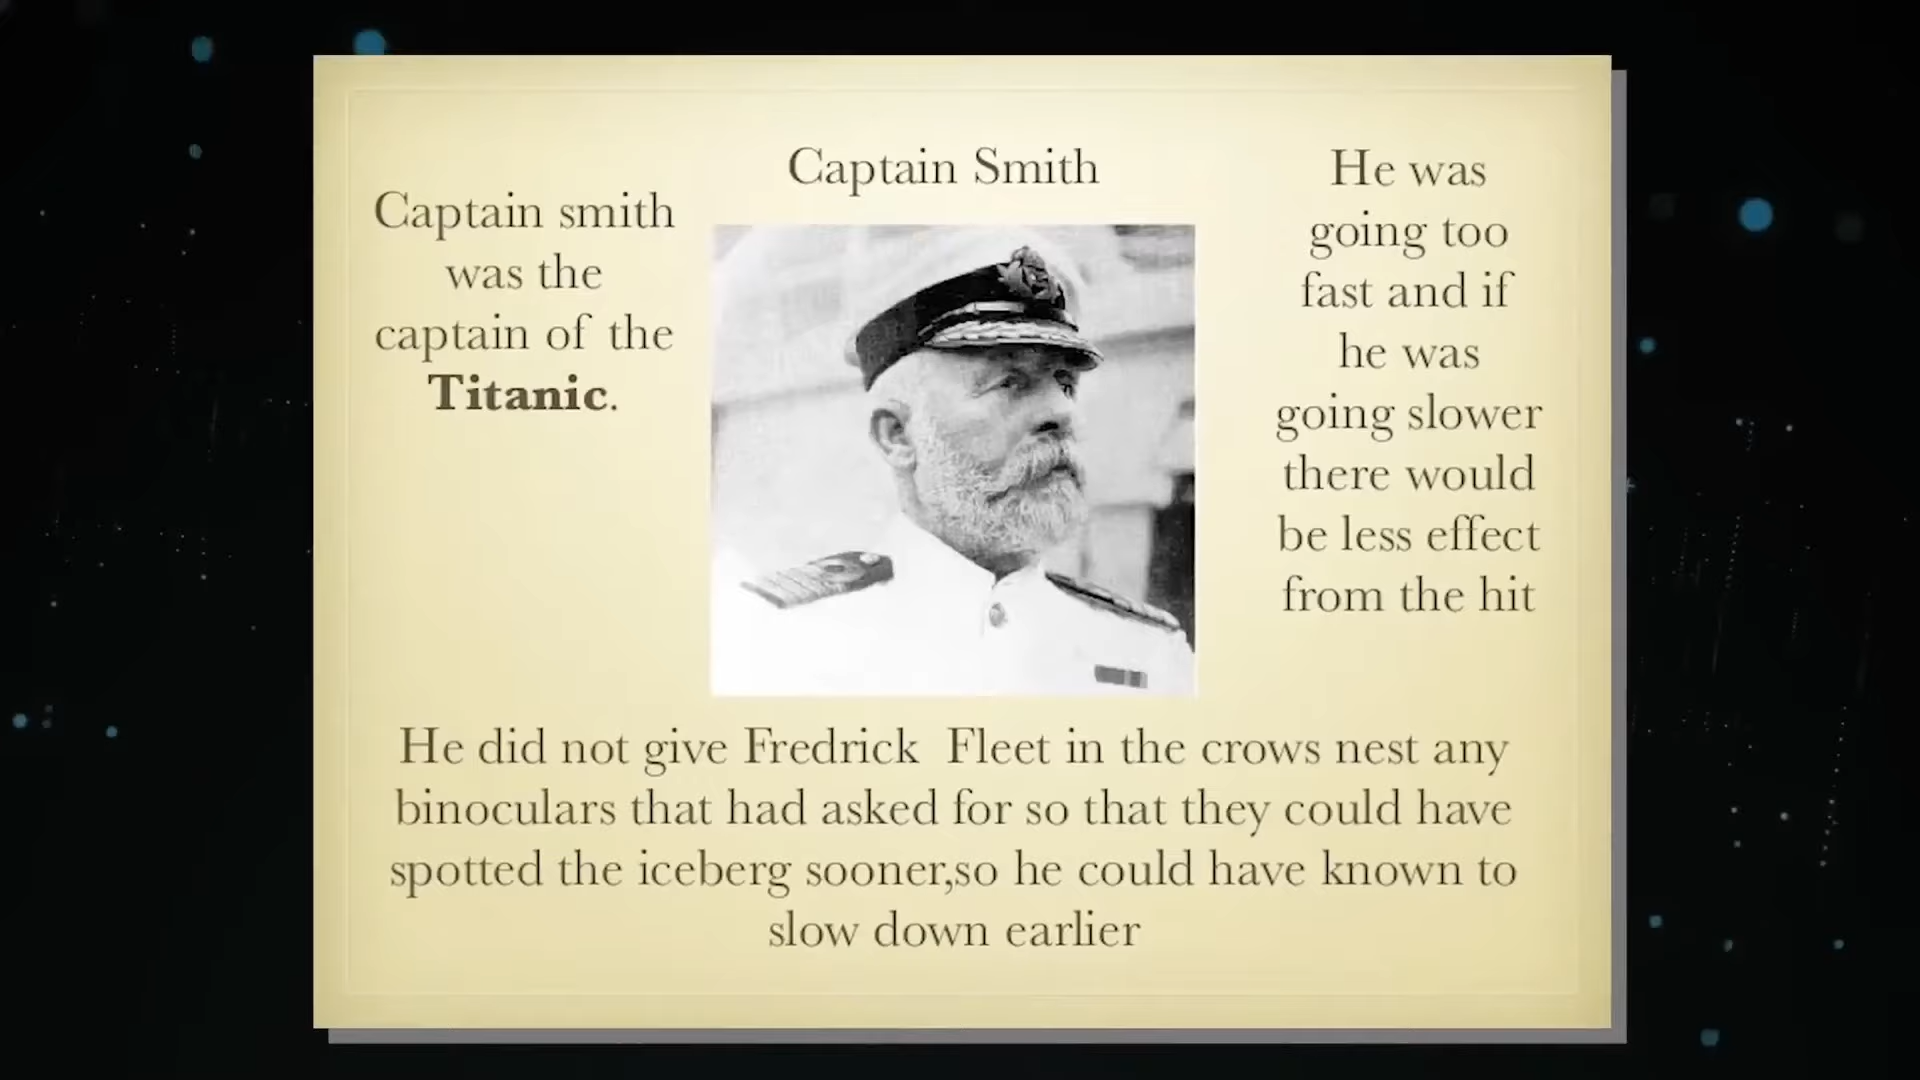 Captain Smith
Captain smith
was the
captain of the
Titanic.
He was
going too
fast and if
he was
going slower
there would
be less effect
from the hit
He did not give Fredrick Fleet in the crows nest any
binoculars that had asked for so that they could have
spotted the iceberg sooner,so he could have known to
slow down earlier